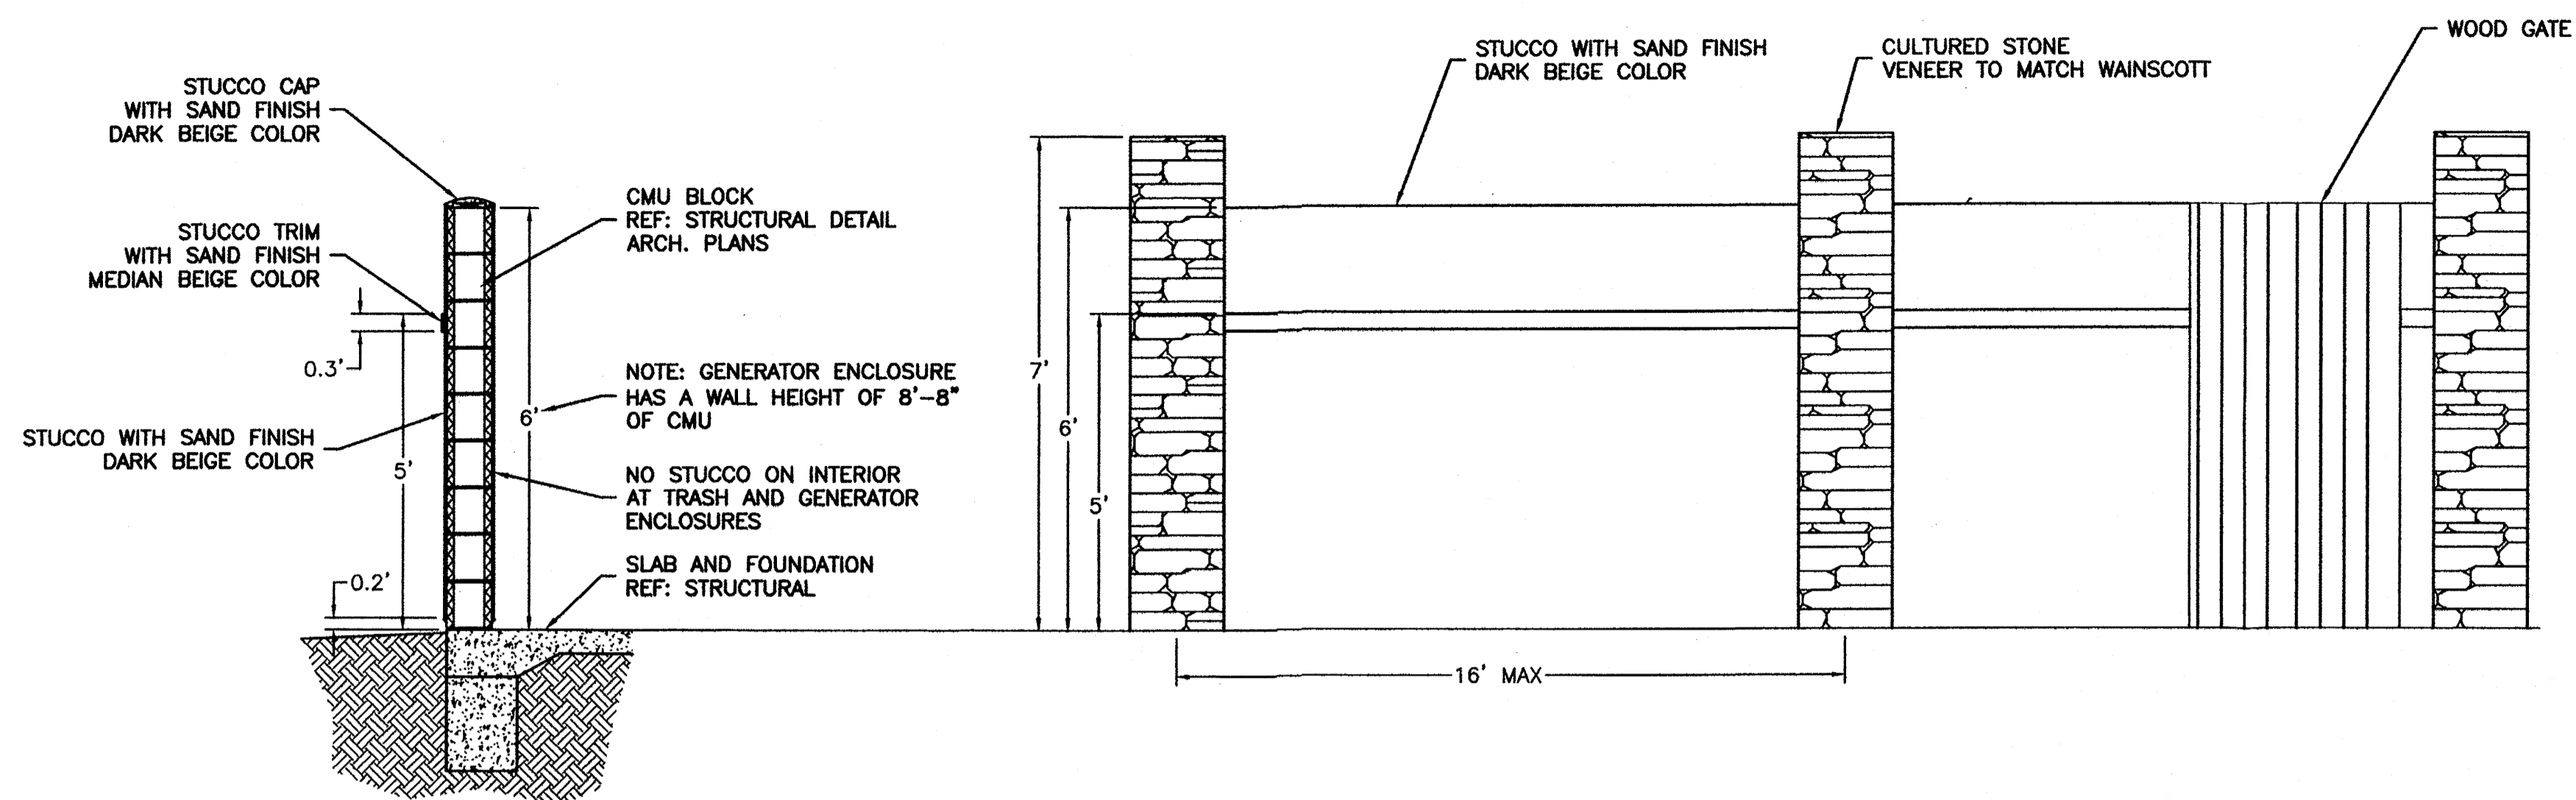 STUCCO CAP
WITH SAND FINISH
DARK BEIGE COLOR
STUCCO TRIM
WITH SAND FINISH
MEDIAN BEIGE COLOR
0.3'
STUCCO WITH SAND FINISH
DARK BEIGE COLOR
5'
0.2'
6'
CMU BLOCK
REF: STRUCTURAL DETAIL
ARCH. PLANS
NOTE: GENERATOR ENCLOSURE
HAS A WALL HEIGHT OF 8'-8"
OF CMU
NO STUCCO ON INTERIOR
AT TRASH AND GENERATOR
ENCLOSURES
SLAB AND FOUNDATION
REF: STRUCTURAL
7'
6'
5'
STUCCO WITH SAND FINISH
DARK BEIGE COLOR
CULTURED STONE
VENEER TO MATCH WAINSCOTT
WOOD GATE
16' MAX